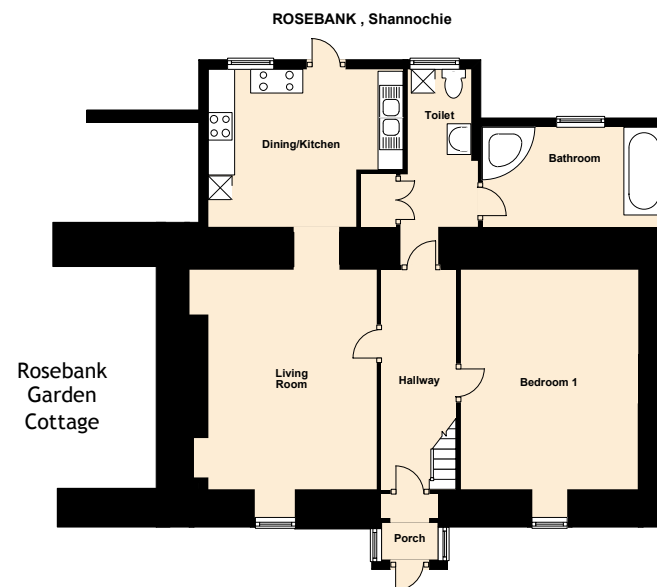 ROSEBANK , Shannochie
Toilet
Dining/Kitchen
Bathroom
Rosebank
Garden
Cottage
Living
Room
Hallway
Bedroom 1
Porch